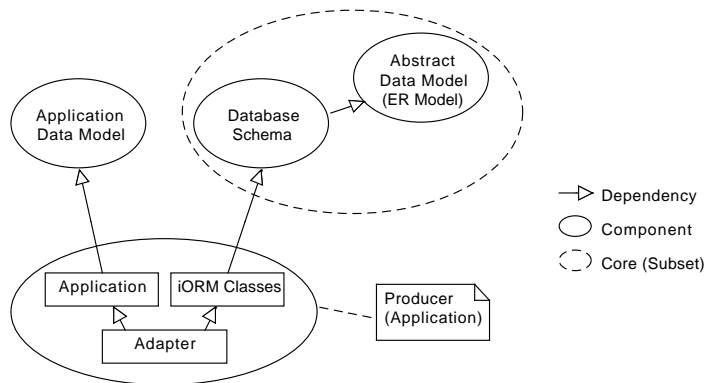 Abstract
Data Model
(ER Model)
Application
Data Model
Database
Schema
Dependency
Component
Core (Subset)
Application
iORM Classes
Adapter
Producer
(Application)